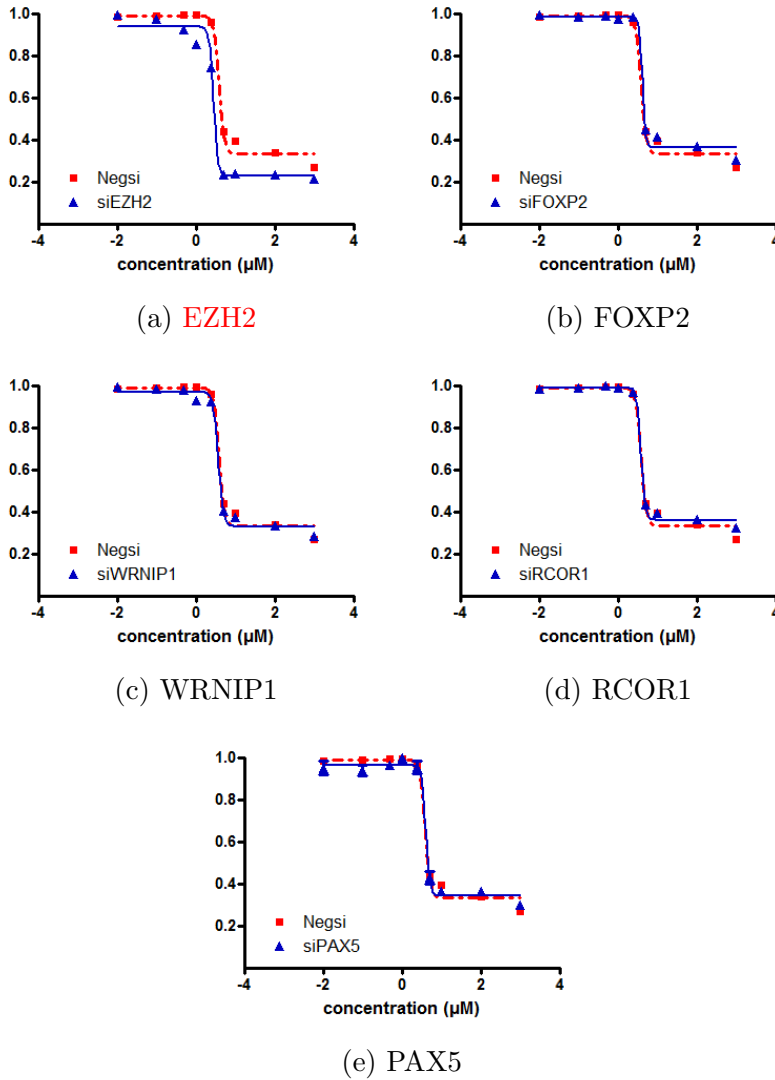 1.0
0.8
0.6
0.4
0.2
Negsi
siEZH2
-4 -2 0 2 4
concentration (µM)
(a) EZH2
1.0
0.8
0.6
0.4
0.2
Negsi
siFOXP2
-4 -2 0 2 4
concentration (µM)
(b) FOXP2
1.0
0.8
0.6
0.4
0.2
Negsi
siWRNIP1
-4 -2 0 2 4
concentration (µM)
(c) WRNIP1
1.0
0.8
0.6
0.4
0.2
Negsi
siRCOR1
-4 -2 0 2 4
concentration (µM)
(d) RCOR1
1.0
0.8
0.6
0.4
0.2
Negsi
siPAX5
-4 -2 0 2 4
concentration (µM)
(e) PAX5